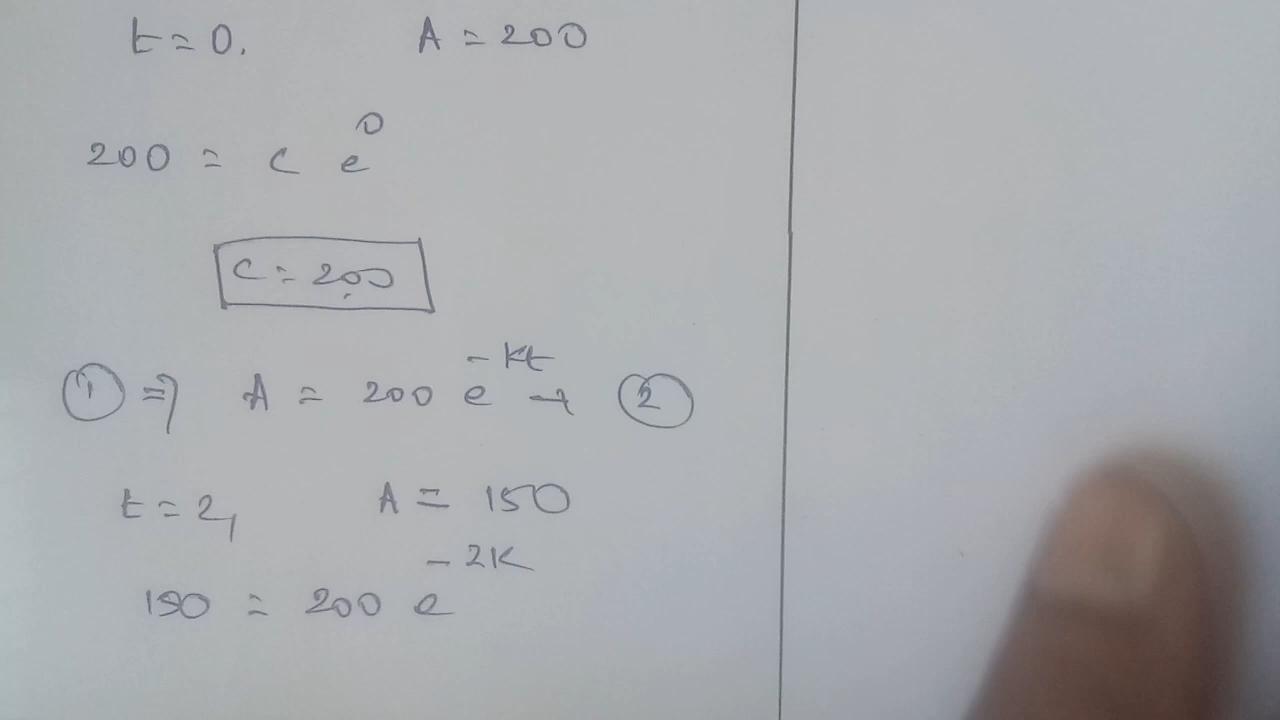 t = 0. A = 200
200 = c e^0
c = 200
① ⇒ A = 200 e^{-kt} → ②
t = 2, A = 150
150 = 200 e^{-2k}